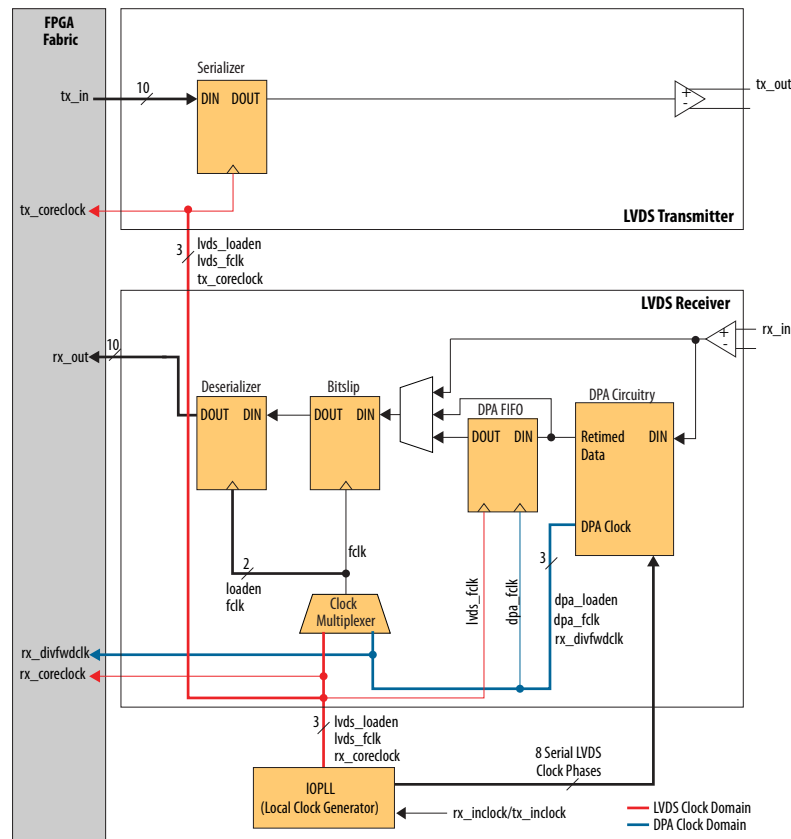 FPGA
Fabric
Serializer
tx_in
10
DIN DOUT
+
-
tx_out
tx_coreclock
LVDS Transmitter
3
lvds_loaden
lvds_fclk
tx_coreclock
LVDS Receiver
+
-
rx_in
rx_out
10
Deserializer
Bitslip
DPA FIFO
DPA Circuitry
DOUT DIN
DOUT DIN
DOUT DIN
Retimed
Data
DIN
DPA Clock
2
loaden
fclk
fclk
lvds_fclk
dpa_fclk
3
dpa_loaden
dpa_fclk
rx_divfwdclk
Clock
Multiplexer
rx_divfwdclk
rx_coreclock
3
lvds_loaden
lvds_fclk
rx_coreclock
8 Serial LVDS
Clock Phases
IOPLL
(Local Clock Generator)
rx_inclock/tx_inclock
LVDS Clock Domain
DPA Clock Domain